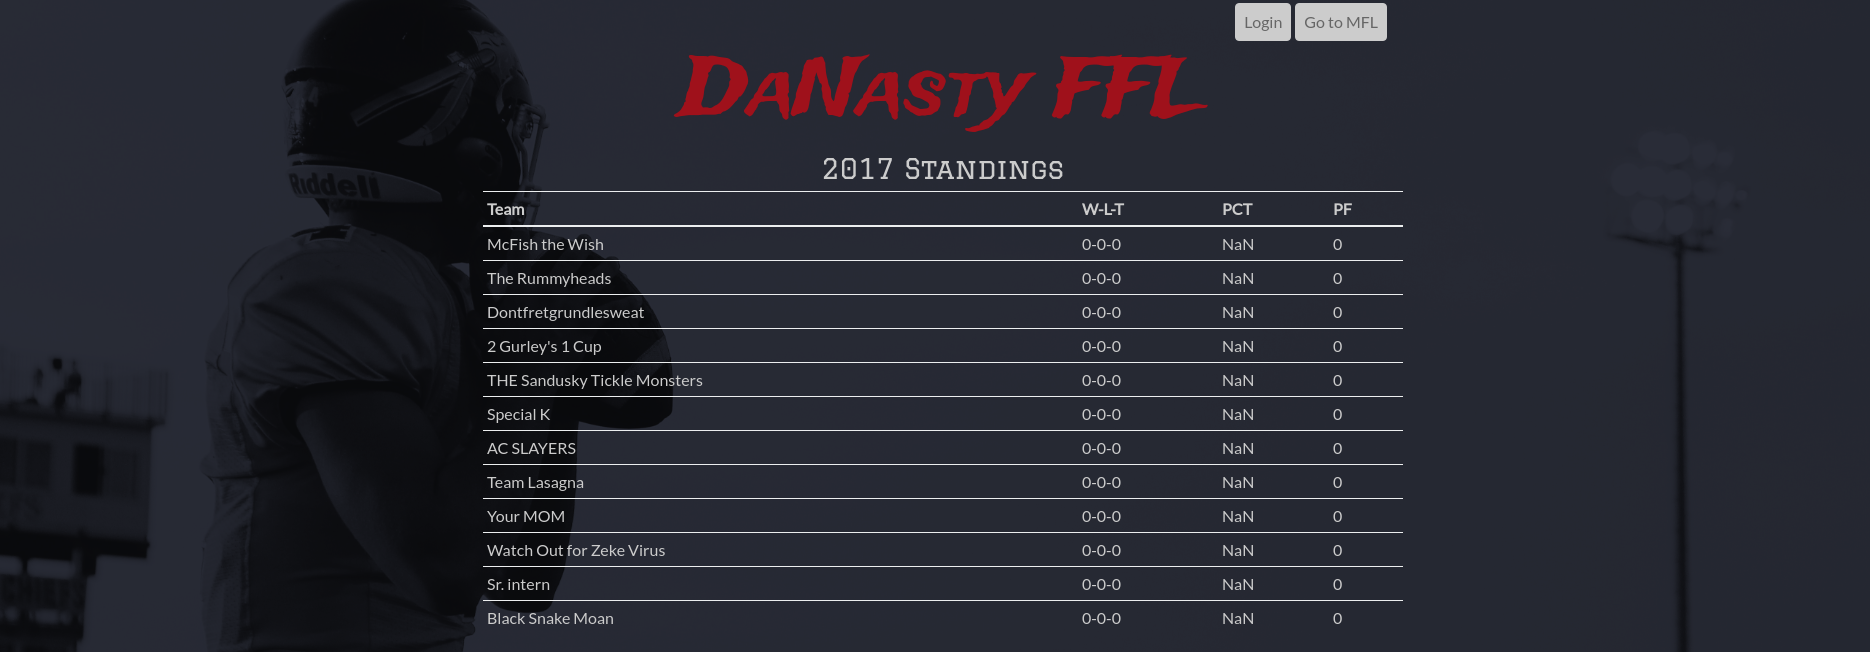 Login Go to MFL
DaNasty FFL
2017 Standings
Riddell
Team W-L-T PCT PF
McFish the Wish 0-0-0 NaN 0
The Rummyheads 0-0-0 NaN 0
Dontfretgrundlesweat 0-0-0 NaN 0
2 Gurley's 1 Cup 0-0-0 NaN 0
THE Sandusky Tickle Monsters 0-0-0 NaN 0
Special K 0-0-0 NaN 0
AC SLAYERS 0-0-0 NaN 0
Team Lasagna 0-0-0 NaN 0
Your MOM 0-0-0 NaN 0
Watch Out for Zeke Virus 0-0-0 NaN 0
Sr. intern 0-0-0 NaN 0
CHIEFS
Black Snake Moan 0-0-0 NaN 0